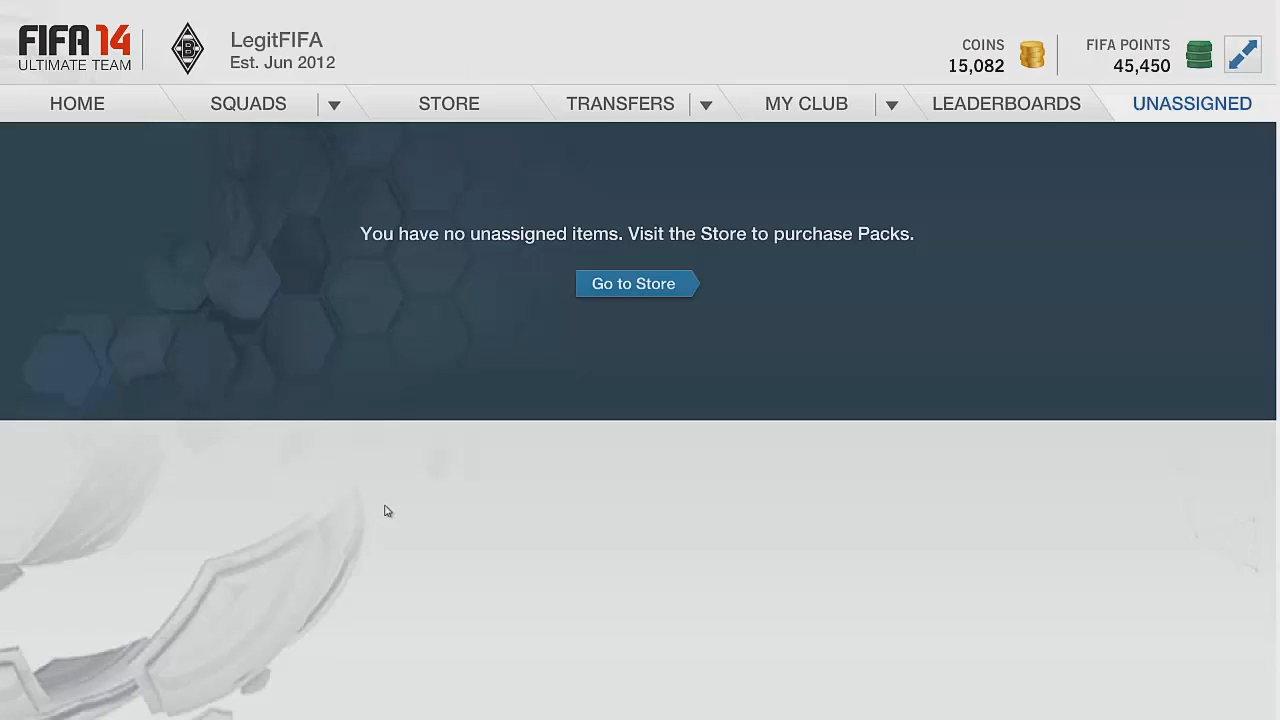 FIFA 14
ULTIMATE TEAM
B
LegitFIFA
Est. Jun 2012
COINS
15,082
FIFA POINTS
45,450
HOME
SQUADS
STORE
TRANSFERS
MY CLUB
LEADERBOARDS
UNASSIGNED
You have no unassigned items. Visit the Store to purchase Packs.
Go to Store